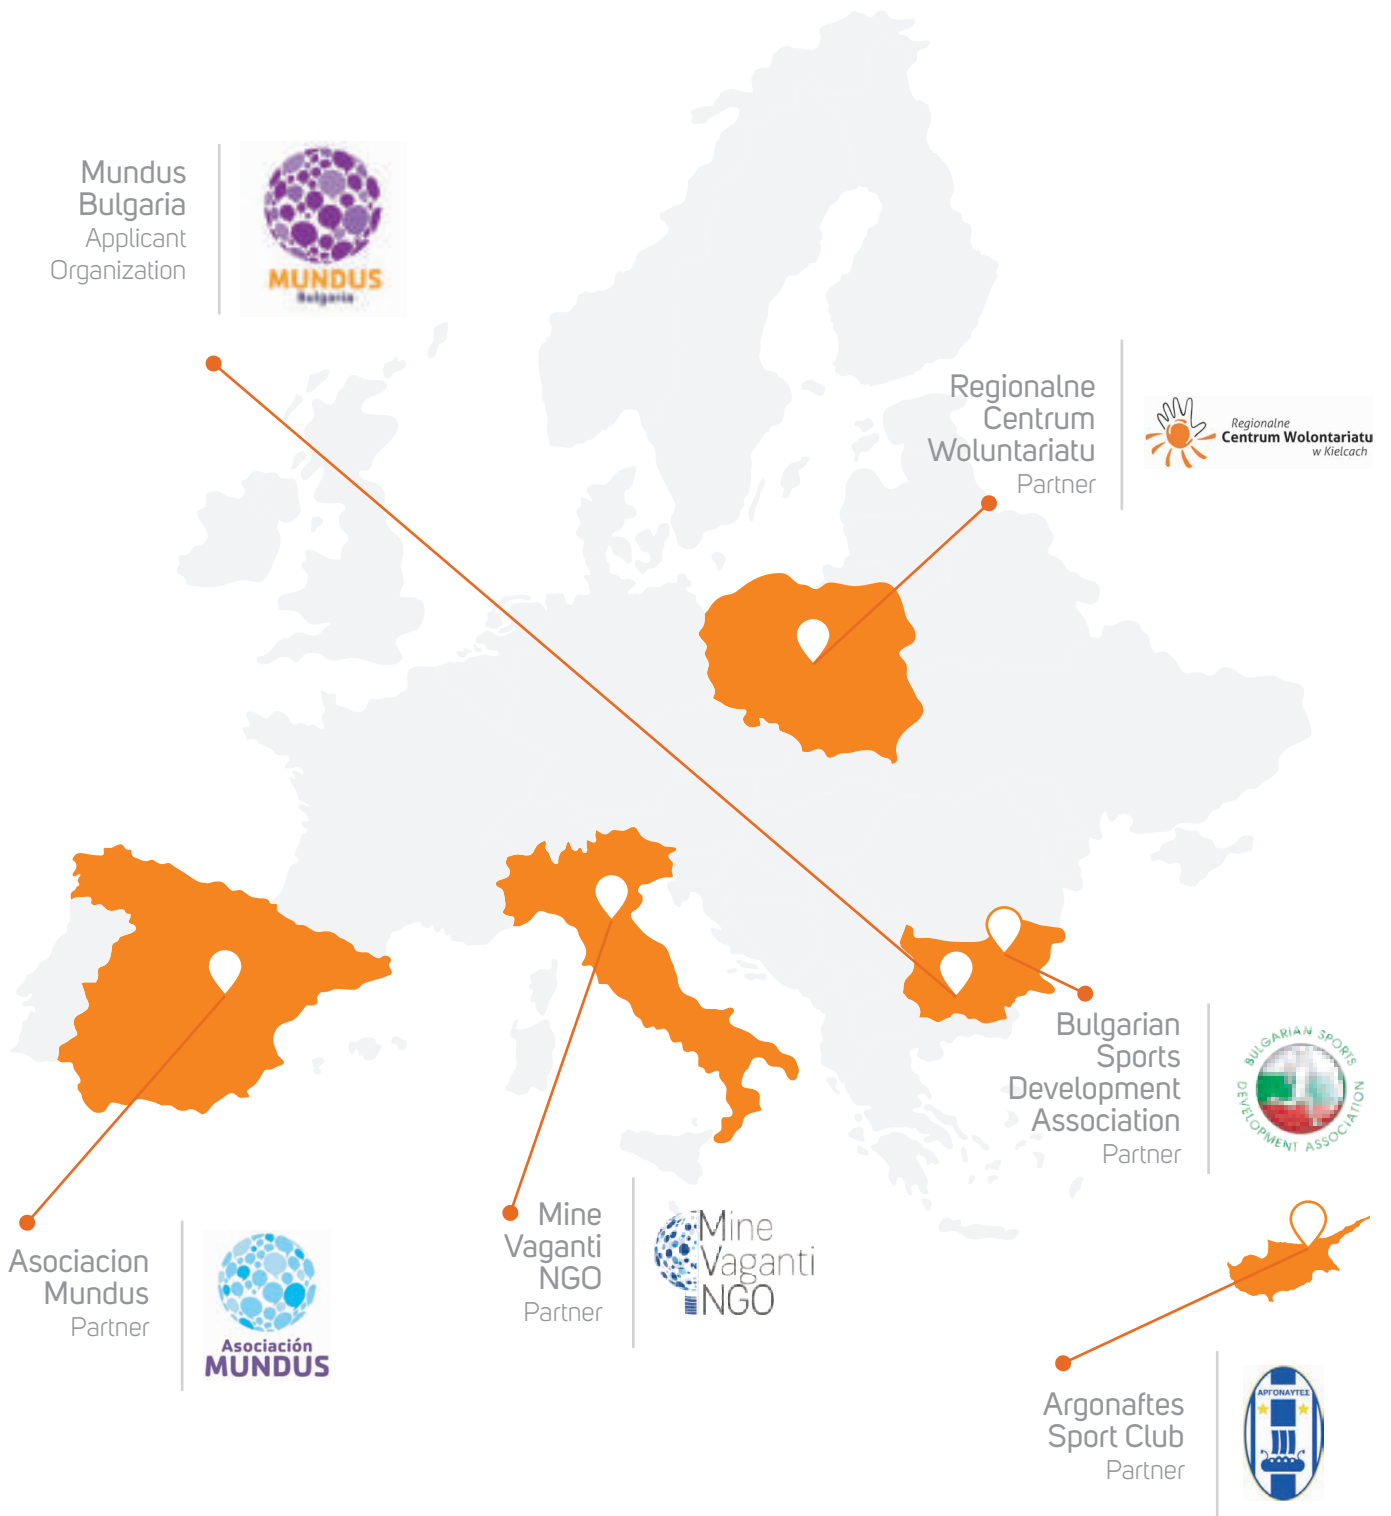 Mundus
Bulgaria
Applicant
Organization
MUNDUS
Bulgaria
Regionalne
Centrum
Woluntariatu
Partner
Regionalne
Centrum Wolontariatu
w Kielcach
Bulgarian
Sports
Development
Association
Partner
BULGARIAN SPORTS
DEVELOPMENT ASSOCIATION
Mine
Vaganti
NGO
Partner
Mine
Vaganti
NGO
Asociacion
Mundus
Partner
Asociación
MUNDUS
Argonaftes
Sport Club
Partner
ΑΡΓΟΝΑΥΤΕΣ